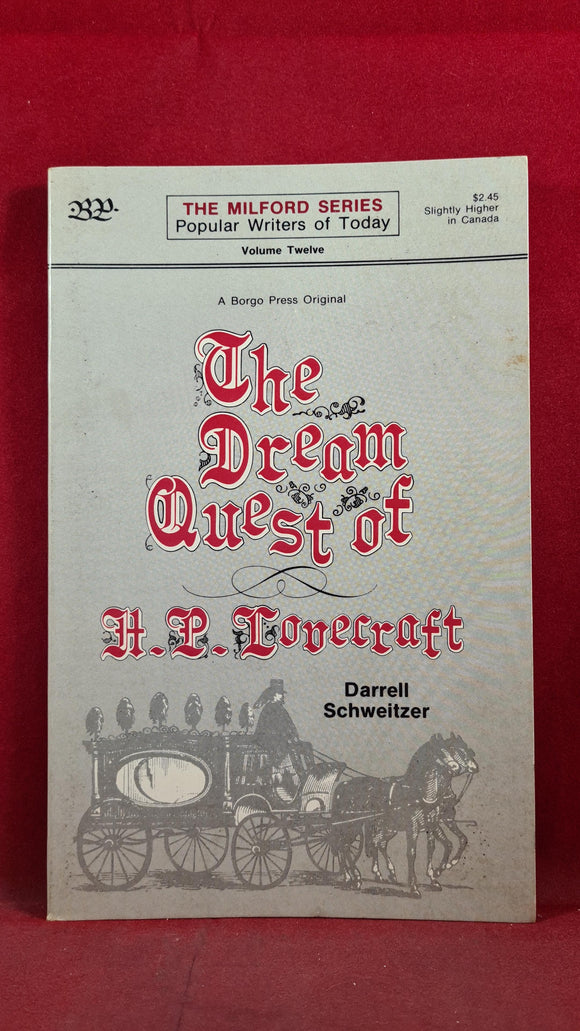 BP.
THE MILFORD SERIES
Popular Writers of Today
Volume Twelve
$2.45
Slightly Higher
in Canada
A Borgo Press Original
The
Dream
Quest of
H.P. Lovecraft
Darrell
Schweitzer